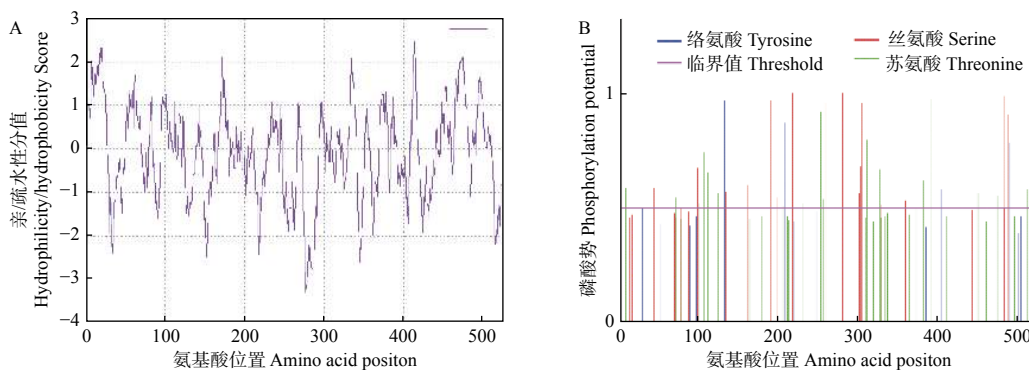 A
亲/疏水性分值
Hydrophilicity/hydrophobicity Score
3
2
1
0
−1
−2
−3
−4
0
100
200
300
400
500
氨基酸位置 Amino acid positon
B
磷酸势 Phosphorylation potential
1
0
络氨酸 Tyrosine
丝氨酸 Serine
临界值 Threshold
苏氨酸 Threonine
0
100
200
300
400
500
氨基酸位置 Amino acid positon